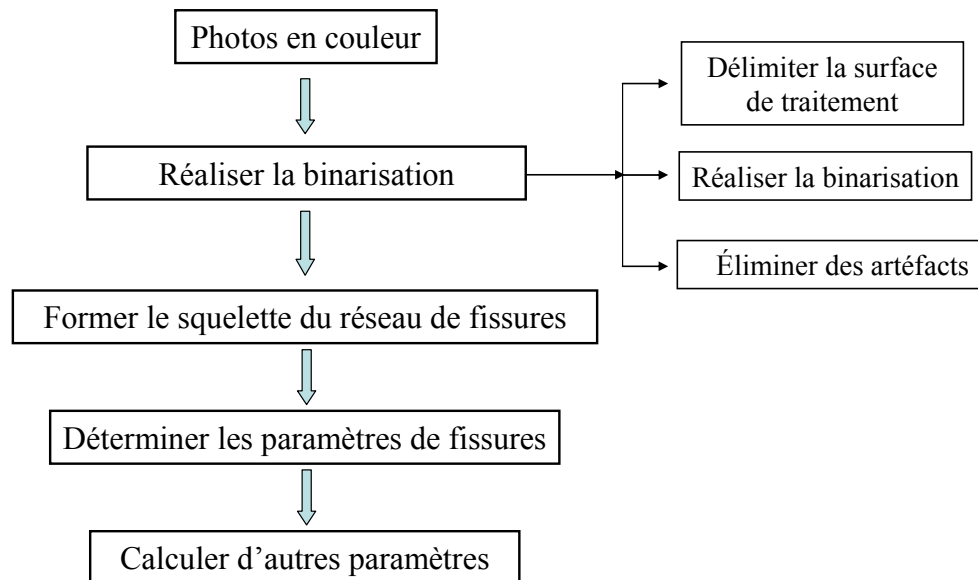 Photos en couleur
Délimiter la surface
de traitement
Réaliser la binarisation
Réaliser la binarisation
Éliminer des artéfacts
Former le squelette du réseau de fissures
Déterminer les paramètres de fissures
Calculer d’autres paramètres